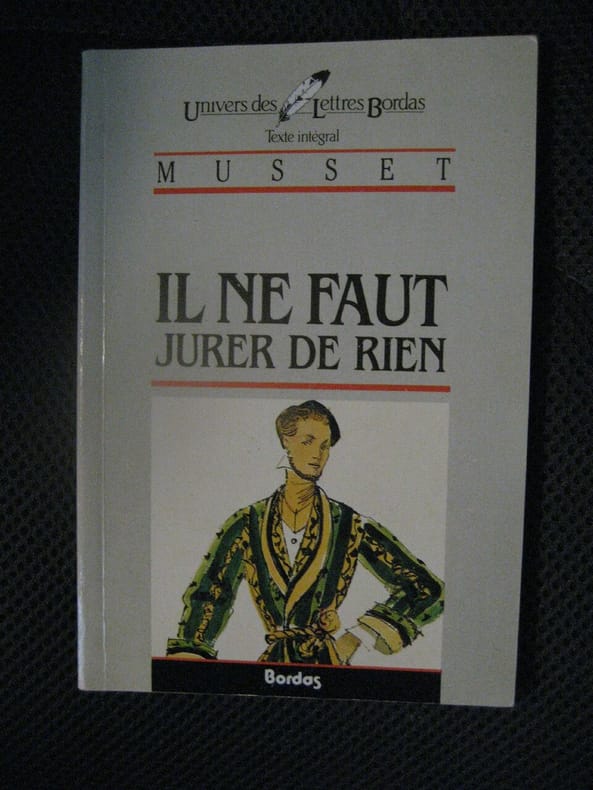 Univers des Lettres Bordas
Texte intégral
MUSSET
IL NE FAUT
JURER DE RIEN
Bordas